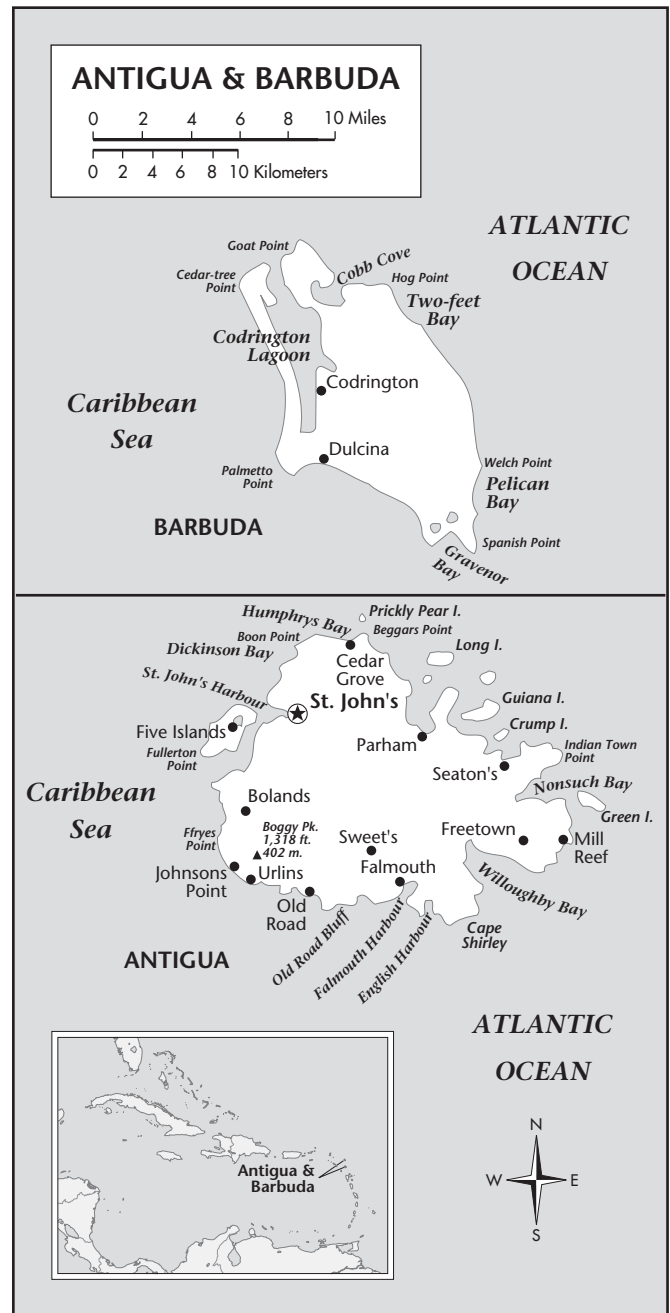 ANTIGUA & BARBUDA
0 2 4 6 8 10 Miles
0 2 4 6 8 10 Kilometers
ATLANTIC
OCEAN
Goat Point
Cobb Cove
Cedar-tree
Point
Hog Point
Two-feet
Bay
Codrington
Lagoon
Codrington
Caribbean
Sea
Dulcina
Palmetto
Point
Welch Point
Pelican
Bay
BARBUDA
Spanish Point
Gravenor
Bay
Prickly Pear I.
Humphrys Bay
Boon Point
Beggars Point
Dickinson Bay
Long I.
Cedar
Grove
St. John's Harbour
St. John's
Guiana I.
Five Islands
Crump I.
Parham
Fullerton
Point
Indian Town
Point
Seaton's
Nonsuch Bay
Caribbean
Sea
Bolands
Green I.
Ffryes
Point
Boggy Pk.
1,318 ft.
402 m.
Sweet's
Freetown
Mill
Reef
Johnsons
Point
Urlins
Falmouth
Old
Road
Willoughby Bay
Old Road Bluff
Falmouth Harbour
English Harbour
Cape
Shirley
ANTIGUA
ATLANTIC
OCEAN
Antigua &
Barbuda
N
W E
S